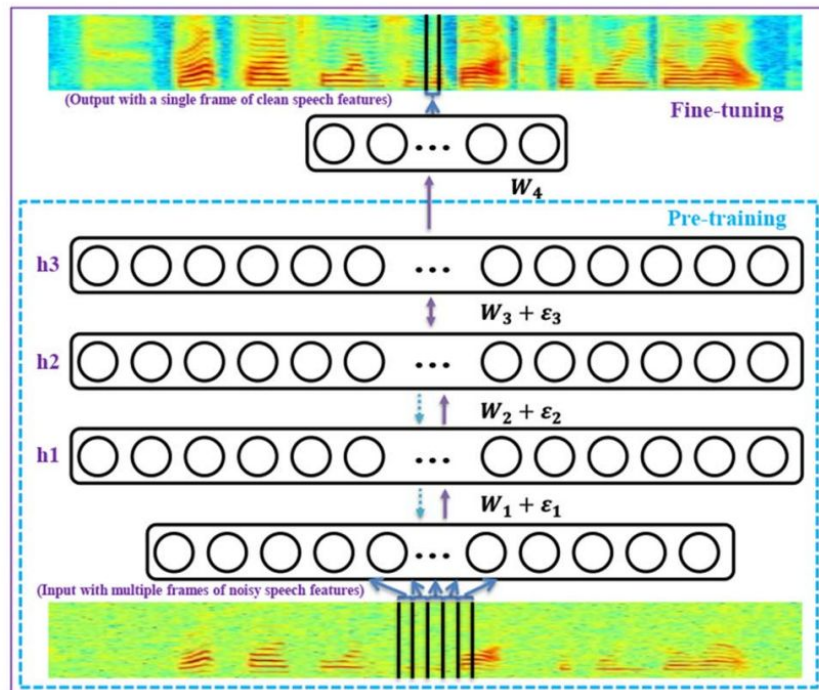 (Output with a single frame of clean speech features)
Fine-tuning
...
W₄
Pre-training
h3
...
W₃ + ε₃
h2
...
W₂ + ε₂
h1
...
W₁ + ε₁
...
(Input with multiple frames of noisy speech features)